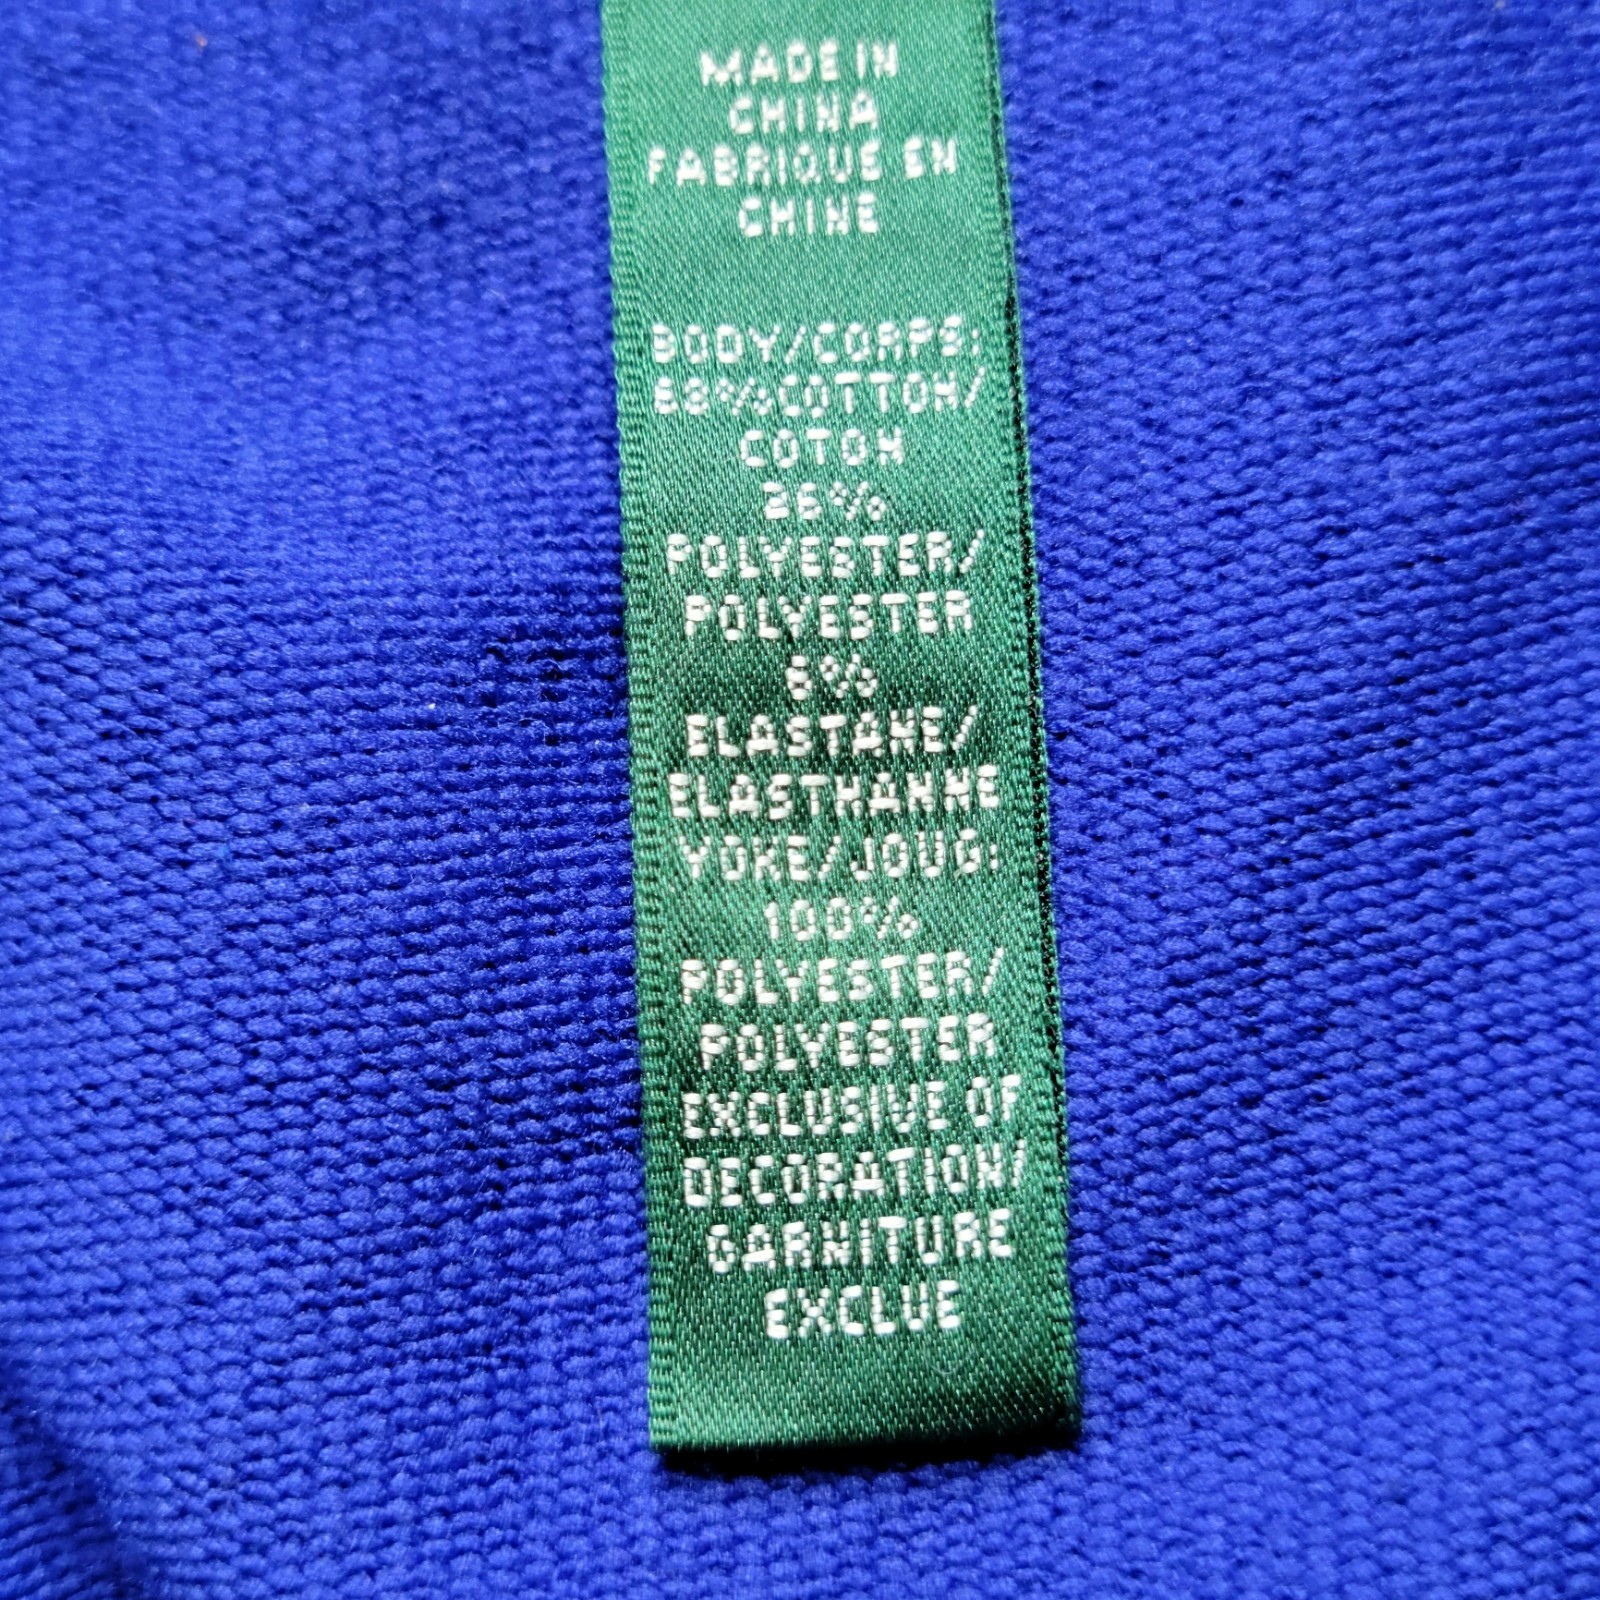 MADE IN
CHINA
FABRIQUE EN
CHINE
BODY/CORPS:
68%COTTON/
COTON
26%
POLYESTER/
POLYESTER
6%
ELASTANE/
ELASTHANNE
YOKE/JOUG:
100%
POLYESTER/
POLYESTER
EXCLUSIVE OF
DECORATION/
GARNITURE
EXCLUE